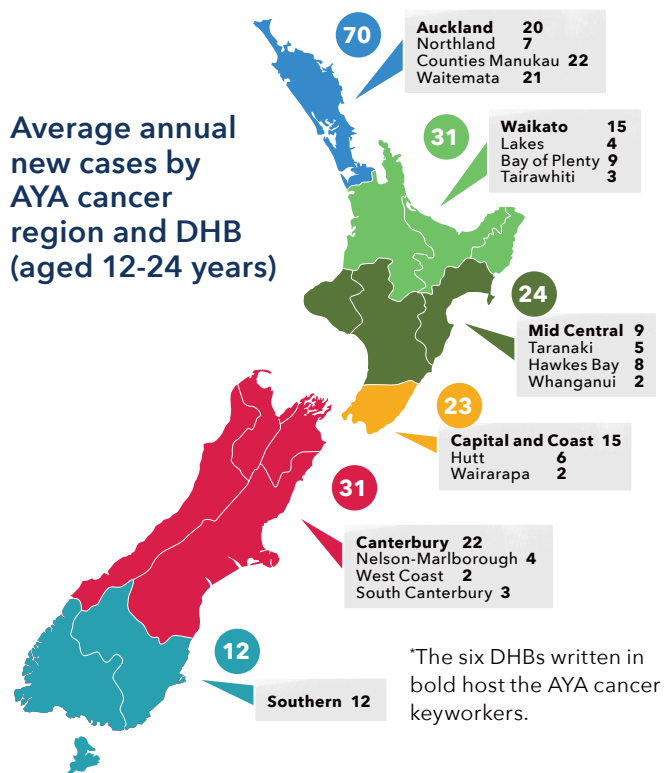 Average annual
new cases by
AYA cancer
region and DHB
(aged 12-24 years)
70
Auckland 20
Northland 7
Counties Manukau 22
Waitemata 21
31
Waikato 15
Lakes 4
Bay of Plenty 9
Tairawhiti 3
24
Mid Central 9
Taranaki 5
Hawkes Bay 8
Whanganui 2
23
Capital and Coast 15
Hutt 6
Wairarapa 2
31
Canterbury 22
Nelson-Marlborough 4
West Coast 2
South Canterbury 3
12
Southern 12
*The six DHBs written in
bold host the AYA cancer
keyworkers.